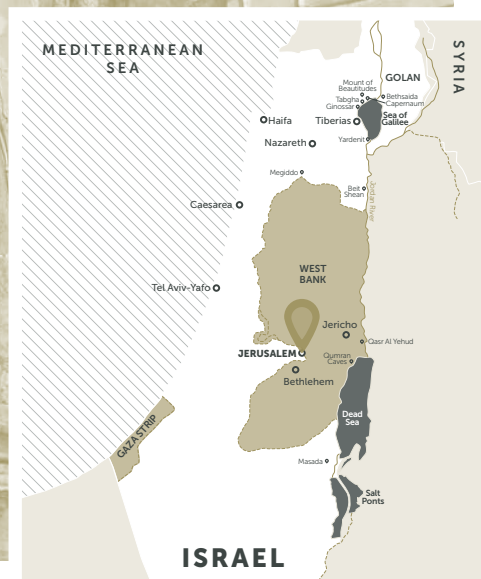 MEDITERRANEAN
SEA
SYRIA
GOLAN
Mount of
Beautitudes
Tabgha
Ginossar
Bethsaida
Capernaum
Haifa
Tiberias
Sea of
Galilee
Nazareth
Yardenit
Megiddo
Beit
Shean
Jordan River
Caesarea
WEST
BANK
Tel Aviv-Yafo
Jericho
Qasr Al Yehud
JERUSALEM
Qumran
Caves
Bethlehem
Dead
Sea
GAZA STRIP
Masada
Salt
Ponts
ISRAEL